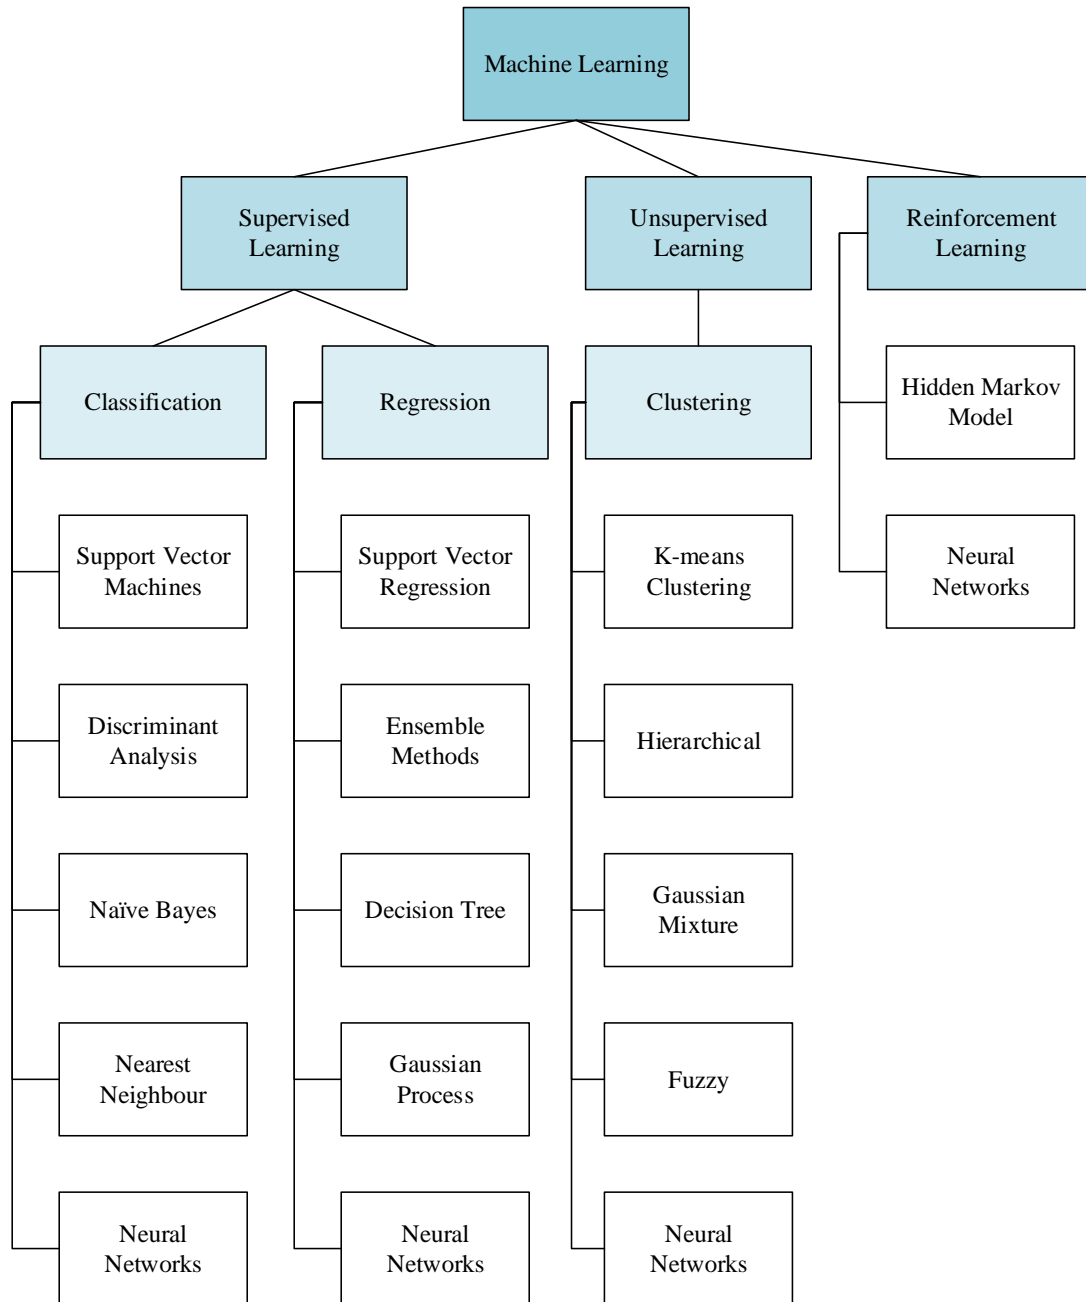 Machine Learning
Supervised
Learning
Unsupervised
Learning
Reinforcement
Learning
Classification
Regression
Clustering
Hidden Markov
Model
Support Vector
Machines
Support Vector
Regression
K-means
Clustering
Neural
Networks
Discriminant
Analysis
Ensemble
Methods
Hierarchical
Naïve Bayes
Decision Tree
Gaussian
Mixture
Nearest
Neighbour
Gaussian
Process
Fuzzy
Neural
Networks
Neural
Networks
Neural
Networks